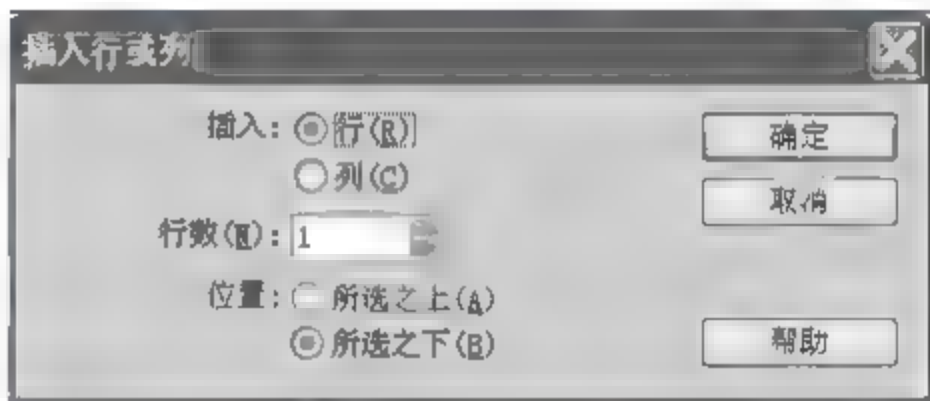 插入行或列
插入: 行(R)
列(C)
行数(N): 1
位置: 所选之上(A)
所选之下(B)
确定
取消
帮助